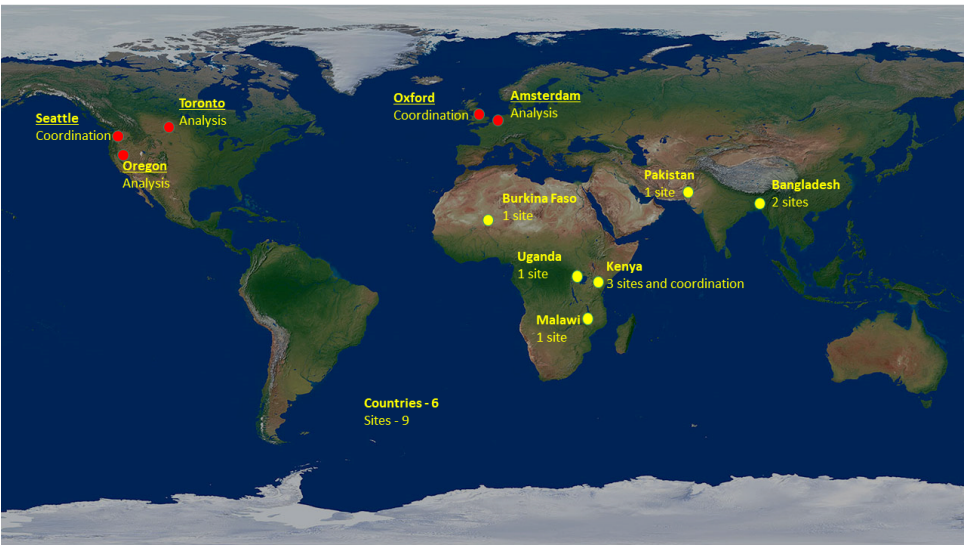 Toronto
Analysis
Seattle
Coordination
Oregon
Analysis
Oxford
Coordination
Amsterdam
Analysis
Pakistan
1 site
Bangladesh
2 sites
Burkina Faso
1 site
Uganda
1 site
Kenya
3 sites and coordination
Malawi
1 site
Countries - 6
Sites - 9